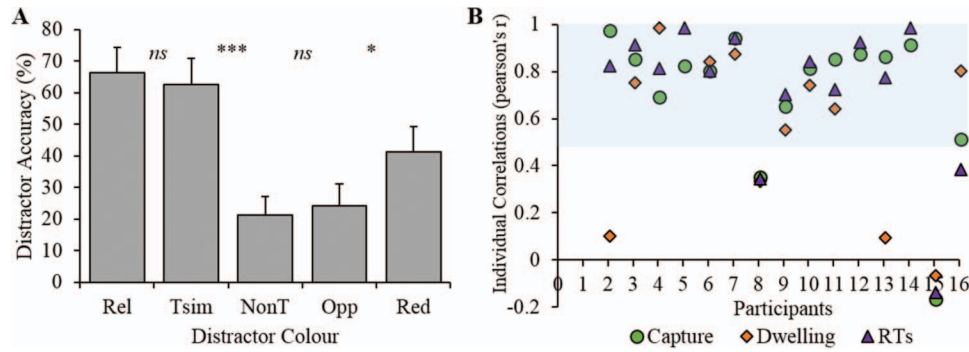 A
Distractor Accuracy (%)
80
70
60
50
40
30
20
10
0
ns
***
ns
*
Rel Tsim NonT Opp Red
Distractor Colour
B
Individual Correlations (pearson's r)
1
0.8
0.6
0.4
0.2
0
-0.2
0 1 2 3 4 5 6 7 8 9 10 11 12 13 14 15 16
Participants
Capture Dwelling RTs